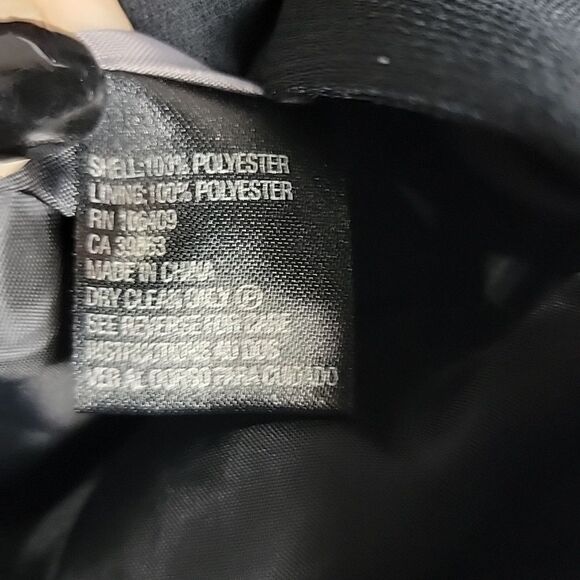 SHELL:100% POLYESTER
LINING:100% POLYESTER
RN
CA
MADE IN CHINA
DRY CLEAN ONLY Ⓟ
SEE REVERSE FOR CARE
INSTRUCTIONS AU DOS
VER AL DORSO PARA CUIDADO